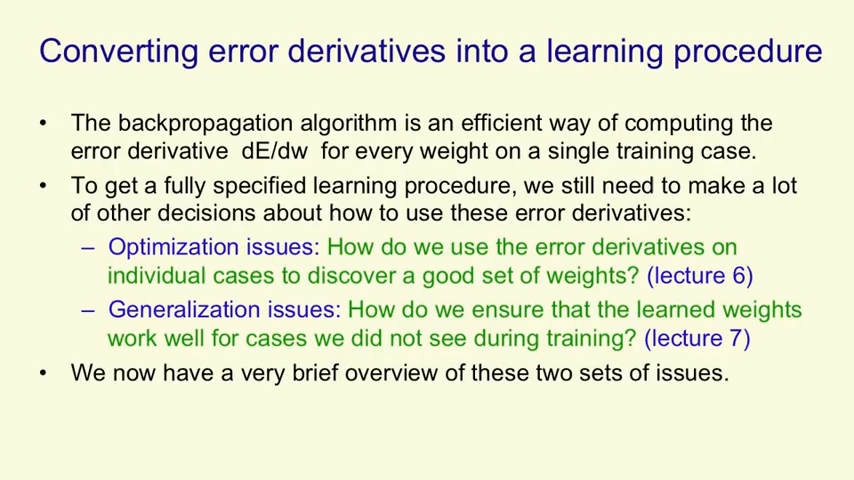 Converting error derivatives into a learning procedure
• The backpropagation algorithm is an efficient way of computing the
error derivative dE/dw for every weight on a single training case.
• To get a fully specified learning procedure, we still need to make a lot
of other decisions about how to use these error derivatives:
– Optimization issues: How do we use the error derivatives on
individual cases to discover a good set of weights? (lecture 6)
– Generalization issues: How do we ensure that the learned weights
work well for cases we did not see during training? (lecture 7)
• We now have a very brief overview of these two sets of issues.